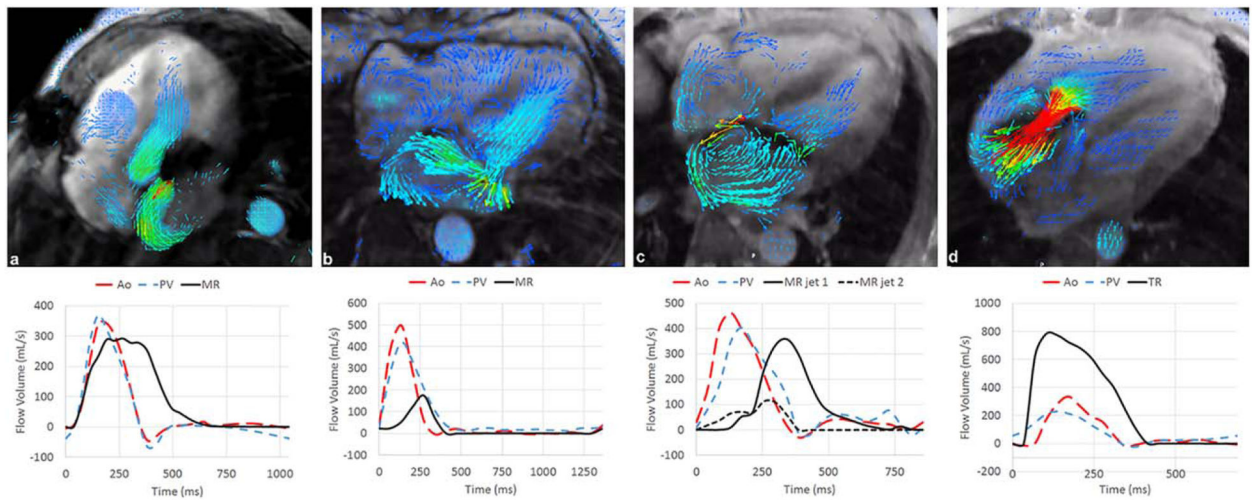 a
b
c
d
Ao PV MR
Flow Volume (mL/s)
400
300
200
100
0
-100
0 250 500 750 1000
Time (ms)
Ao PV MR
Flow Volume (mL/s)
600
500
400
300
200
100
0
-100
0 250 500 750 1000 1250
Time (ms)
Ao PV MR jet 1 MR jet 2
Flow Volume (mL/s)
500
400
300
200
100
0
-100
0 250 500 750
Time (ms)
Ao PV TR
Flow Volume (mL/s)
1000
800
600
400
200
0
-200
0 250 500
Time (ms)